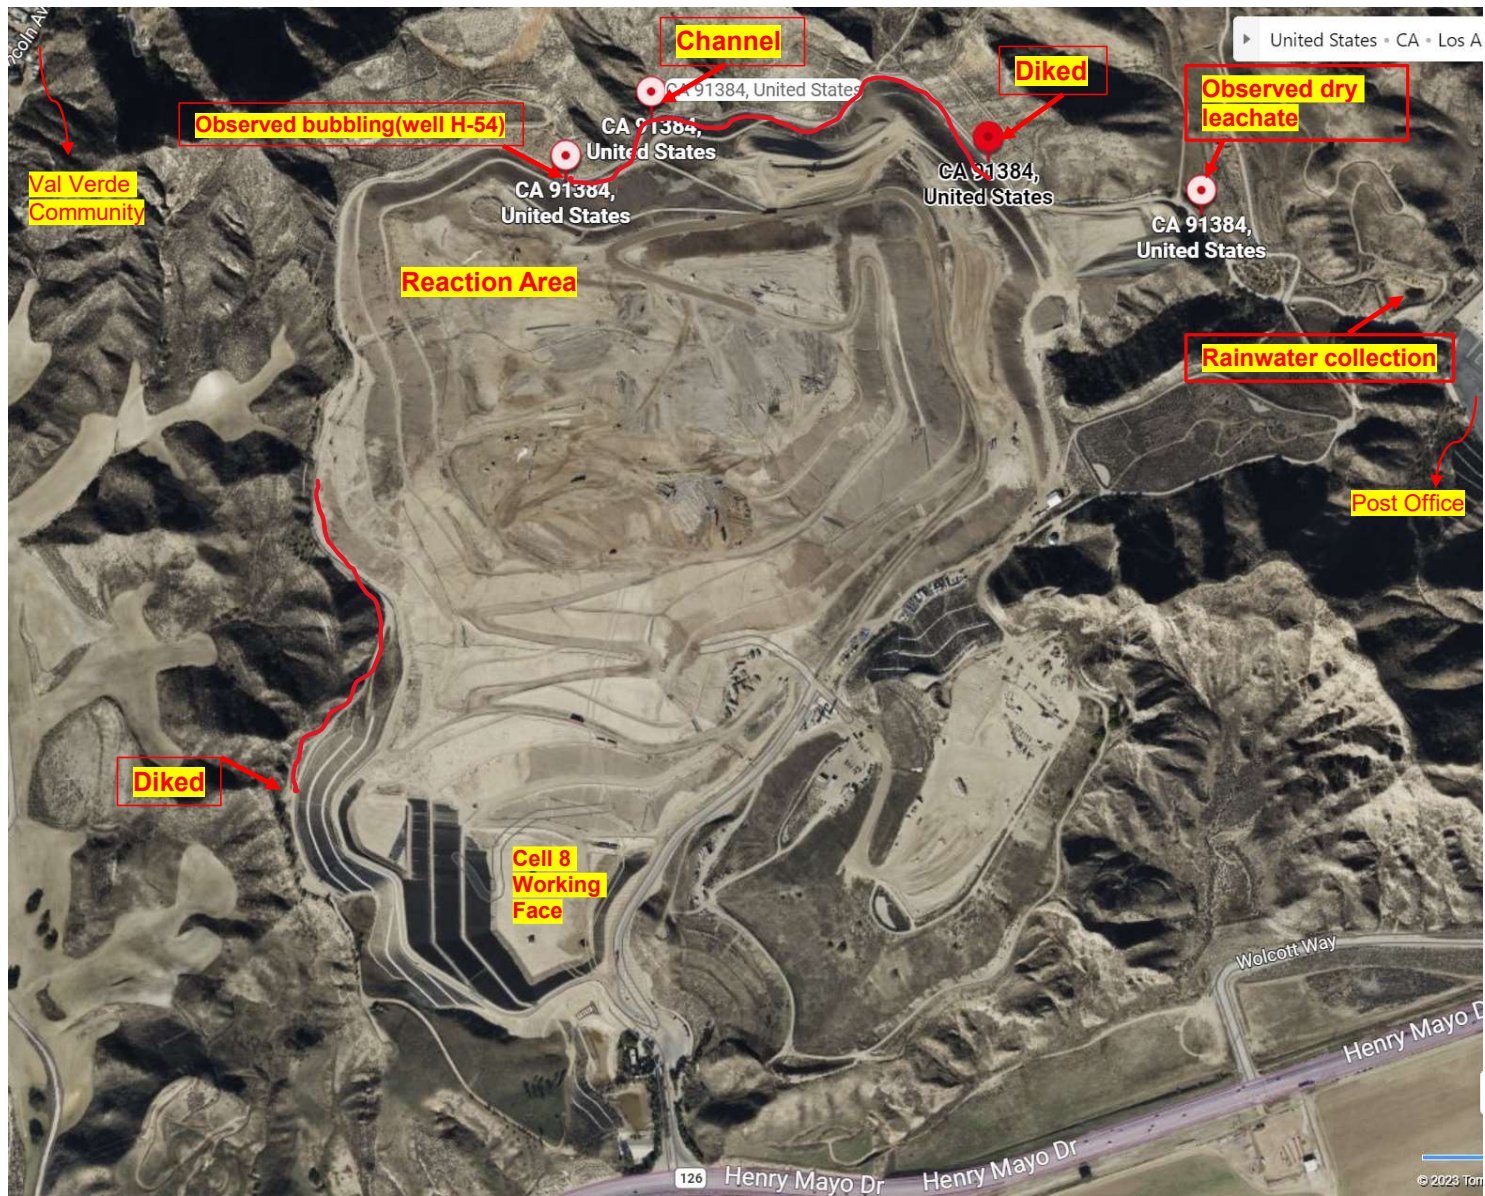 coln Av
Channel
United States • CA • Los A
Diked
Observed dry
leachate
CA 91384, United States
Observed bubbling(well H-54)
CA 91384,
United States
CA 91384,
United States
CA 91384,
United States
Val Verde
Community
CA 91384,
United States
Reaction Area
Rainwater collection
Post Office
Diked
Cell 8
Working
Face
Wolcott Way
Henry Mayo D
Henry Mayo Dr
126
Henry Mayo Dr
© 2023 Tom